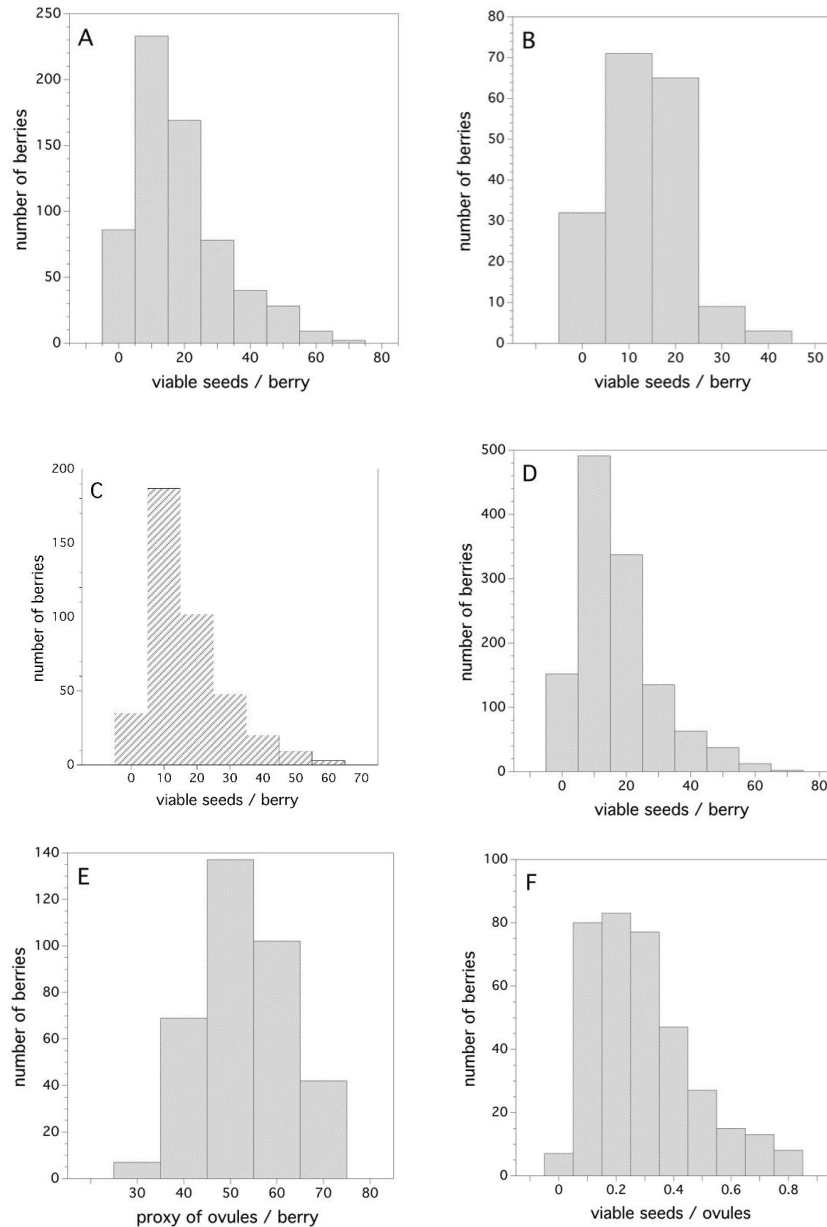 A
250
200
150
100
50
0
number of berries
0 20 40 60 80
viable seeds / berry
B
80
70
60
50
40
30
20
10
0
number of berries
0 10 20 30 40 50
viable seeds / berry
C
200
150
100
50
0
number of berries
0 10 20 30 40 50 60 70
viable seeds / berry
D
500
400
300
200
100
0
number of berries
0 20 40 60 80
viable seeds / berry
E
140
120
100
80
60
40
20
0
number of berries
30 40 50 60 70 80
proxy of ovules / berry
F
100
80
60
40
20
0
number of berries
0 0.2 0.4 0.6 0.8
viable seeds / ovules